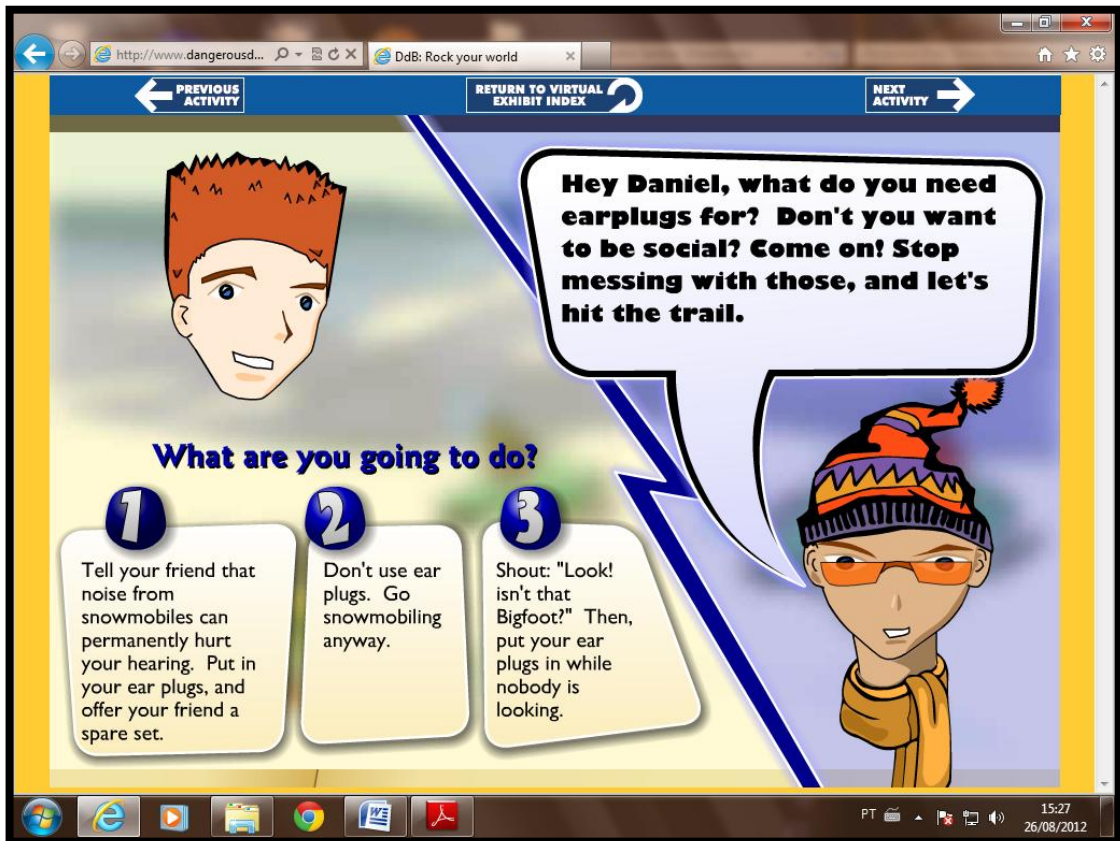 http://www.dangerousd...
DdB: Rock your world
PREVIOUS
ACTIVITY
RETURN TO VIRTUAL
EXHIBIT INDEX
NEXT
ACTIVITY
Hey Daniel, what do you need
earplugs for? Don't you want
to be social? Come on! Stop
messing with those, and let's
hit the trail.
What are you going to do?
1
Tell your friend that
noise from
snowmobiles can
permanently hurt
your hearing. Put in
your ear plugs, and
offer your friend a
spare set.
2
Don't use ear
plugs. Go
snowmobiling
anyway.
3
Shout: "Look!
isn't that
Bigfoot?" Then,
put your ear
plugs in while
nobody is
looking.
PT
15:27
26/08/2012